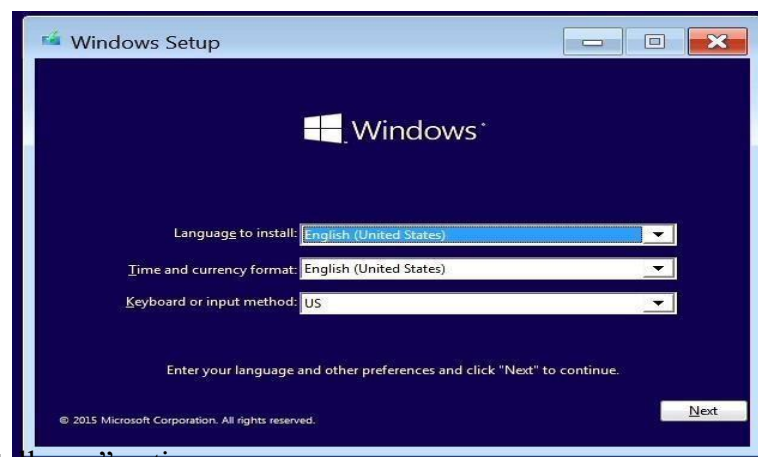 Windows Setup
Windows
Language to install: English (United States)
Time and currency format: English (United States)
Keyboard or input method: US
Enter your language and other preferences and click "Next" to continue.
Next
© 2015 Microsoft Corporation. All rights reserved.